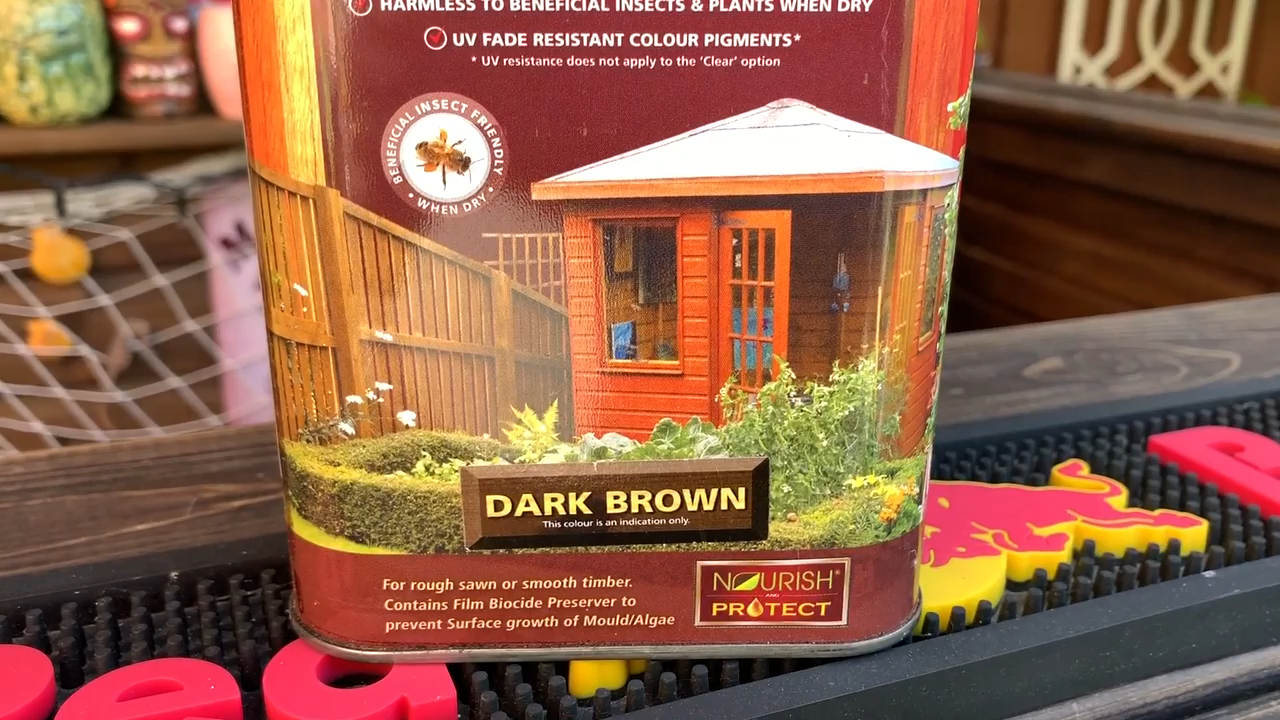 HARMLESS TO BENEFICIAL INSECTS & PLANTS WHEN DRY
UV FADE RESISTANT COLOUR PIGMENTS*
* UV resistance does not apply to the ‘Clear’ option
BENEFICIAL INSECT FRIENDLY
• WHEN DRY •
DARK BROWN
This colour is an indication only.
For rough sawn or smooth timber.
Contains Film Biocide Preserver to
prevent Surface growth of Mould/Algae
NOURISH®
AND
PROTECT